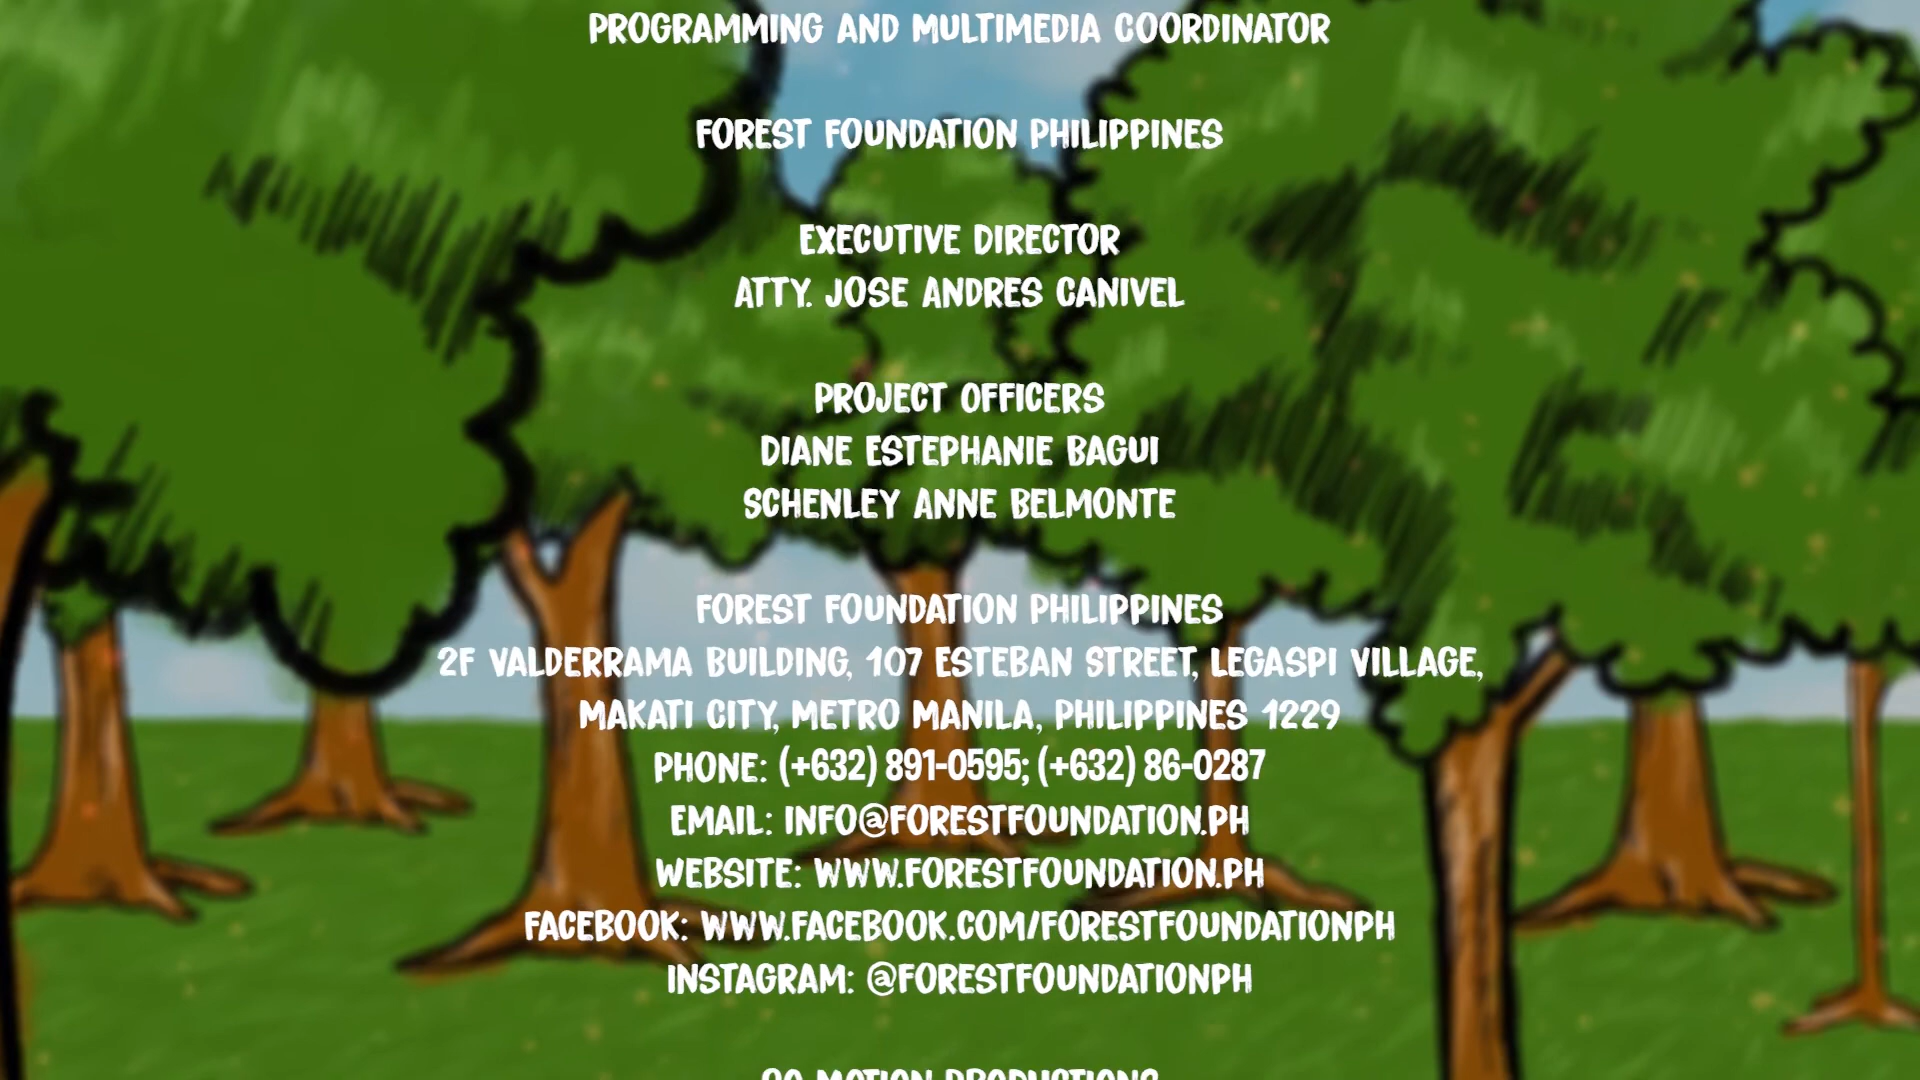 PROGRAMMING AND MULTIMEDIA COORDINATOR
FOREST FOUNDATION PHILIPPINES
EXECUTIVE DIRECTOR
ATTY. JOSE ANDRES CANIVEL
PROJECT OFFICERS
DIANE ESTEPHANIE BAGUI
SCHENLEY ANNE BELMONTE
FOREST FOUNDATION PHILIPPINES
2F VALDERRAMA BUILDING, 107 ESTEBAN STREET, LEGASPI VILLAGE,
MAKATI CITY, METRO MANILA, PHILIPPINES 1229
PHONE: (+632) 891-0595; (+632) 86-0287
EMAIL: INFO@FORESTFOUNDATION.PH
WEBSITE: WWW.FORESTFOUNDATION.PH
FACEBOOK: WWW.FACEBOOK.COM/FORESTFOUNDATIONPH
INSTAGRAM: @FORESTFOUNDATIONPH
MOTION PRODUCTIONS